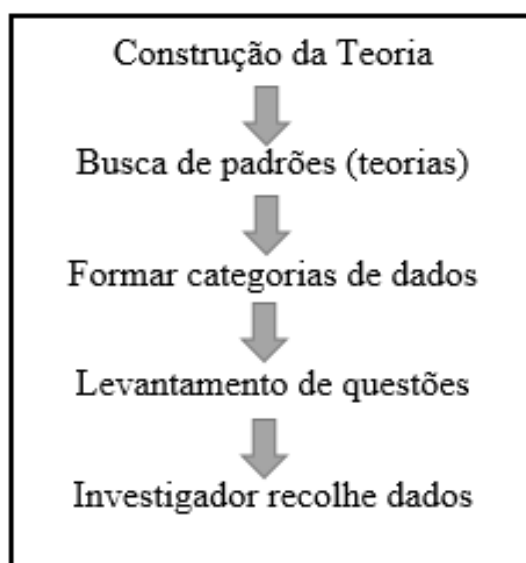 Construção da Teoria
Busca de padrões (teorias)
Formar categorias de dados
Levantamento de questões
Investigador recolhe dados